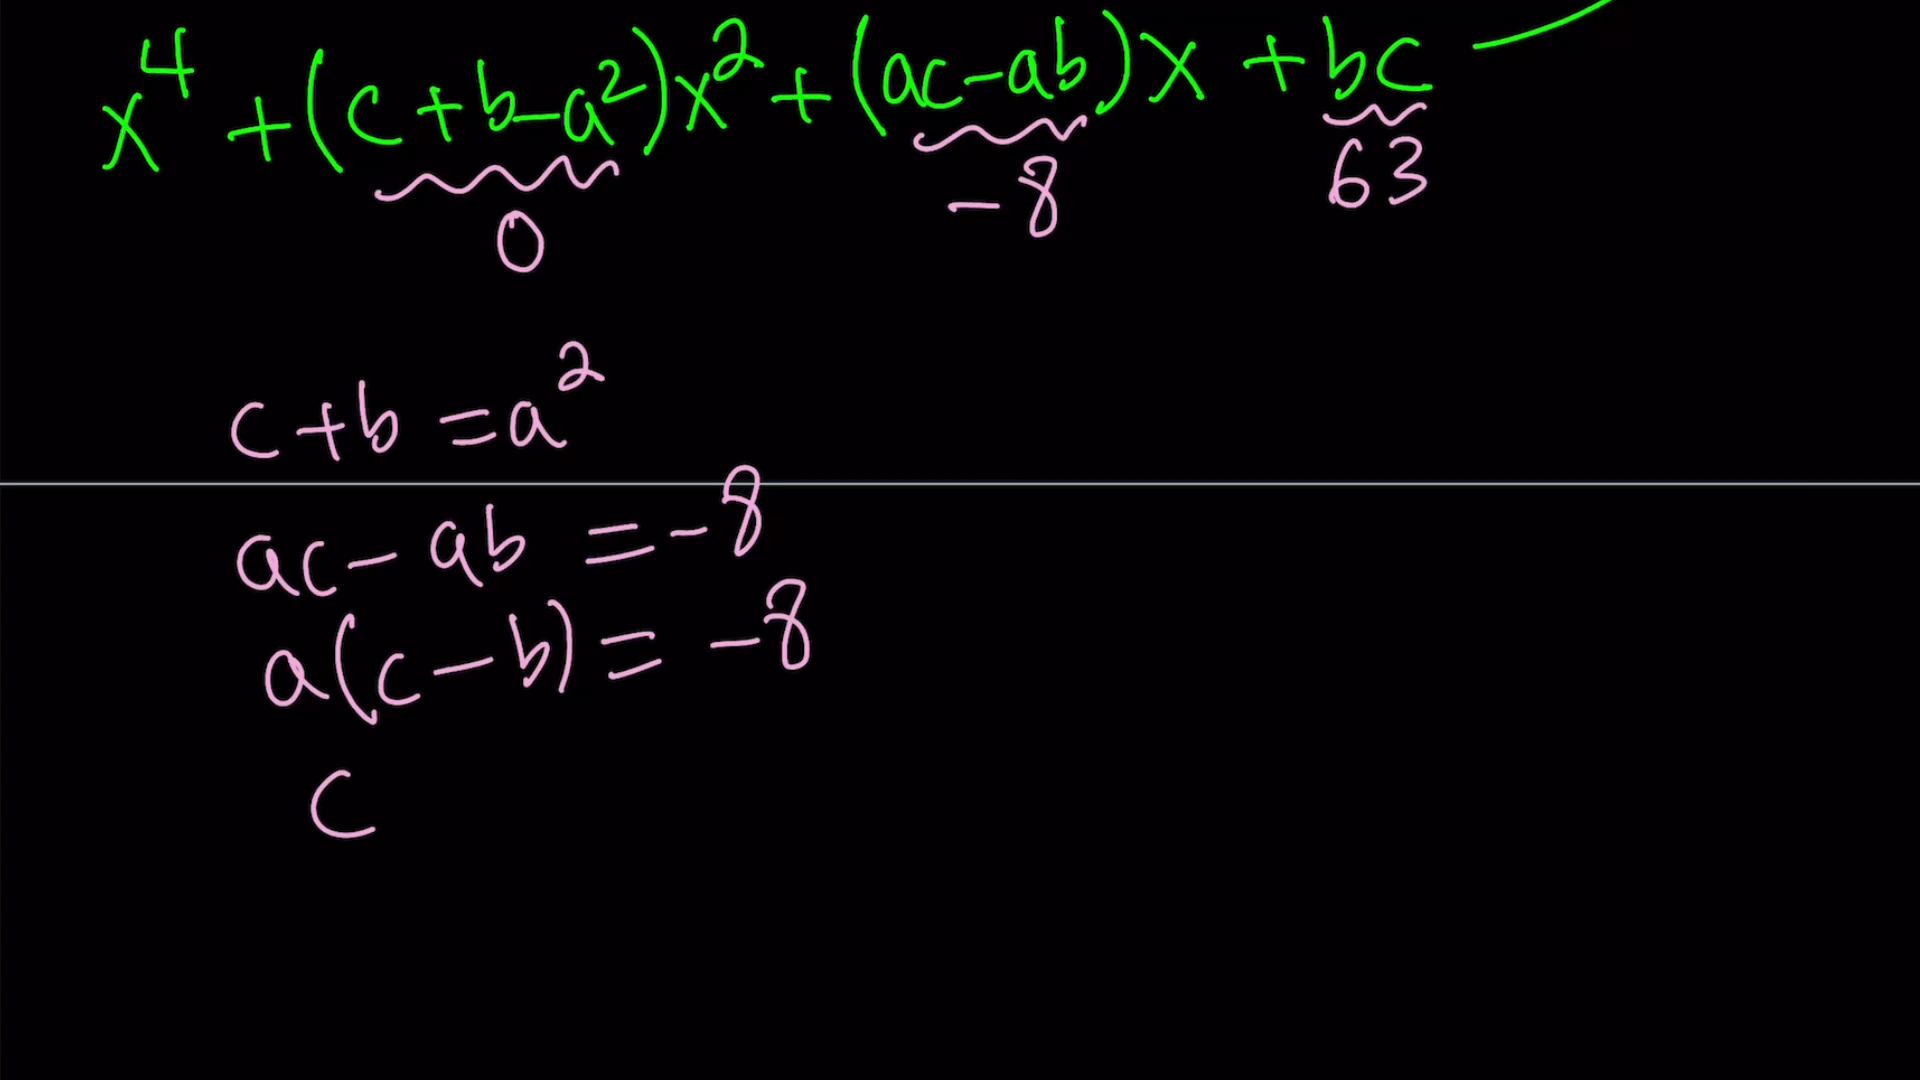 x⁴ + (c+b-a²)x² + (ac-ab)x + bc
0 -8 63
c+b=a²
ac-ab=-8
a(c-b)=-8
c